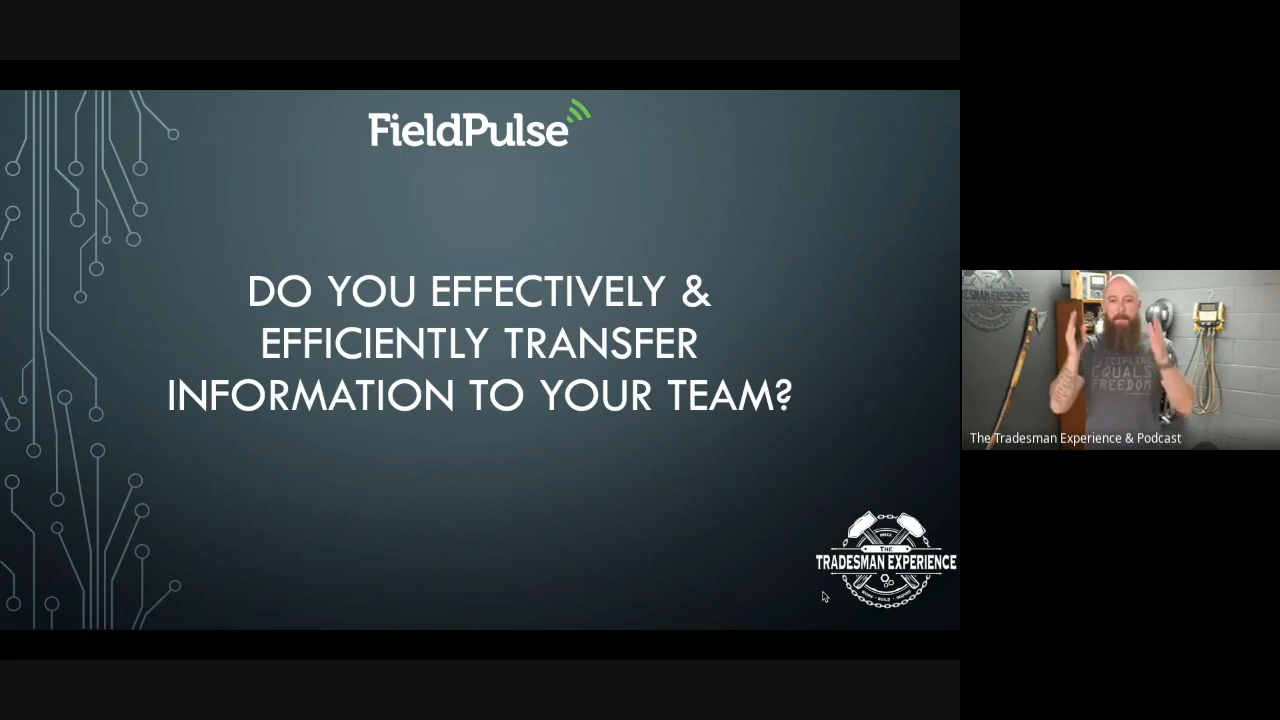 FieldPulse
DO YOU EFFECTIVELY &
EFFICIENTLY TRANSFER
INFORMATION TO YOUR TEAM?
THE
TRADESMAN EXPERIENCE
DISCIPLINE
EQUALS
FREEDOM
The Tradesman Experience & Podcast